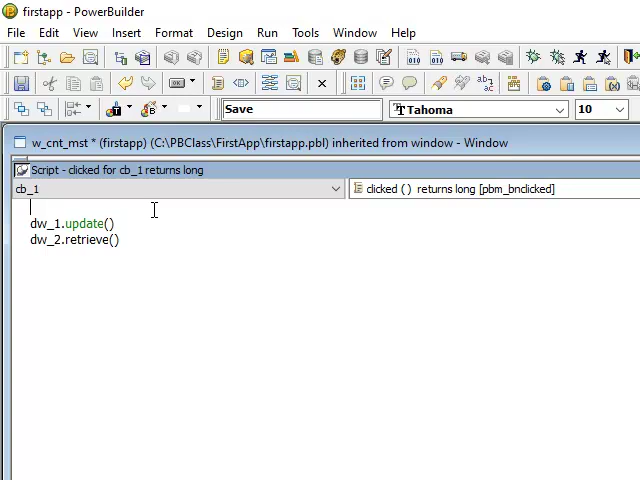 firstapp - PowerBuilder
File Edit View Insert Format Design Run Tools Window Help
Save Tahoma 10
w_cnt_mst * (firstapp) (C:\PBClass\FirstApp\firstapp.pbl) inherited from window - Window
Script - clicked for cb_1 returns long
cb_1 clicked ( ) returns long [pbm_bnclicked]
dw_1.update()
dw_2.retrieve()